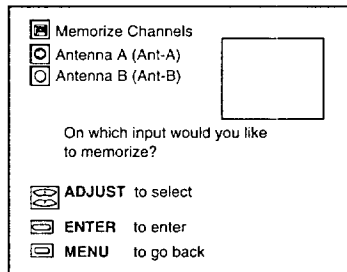 Memorize Channels
Antenna A (Ant-A)
Antenna B (Ant-B)
On which input would you like
to memorize?
ADJUST to select
ENTER to enter
MENU to go back